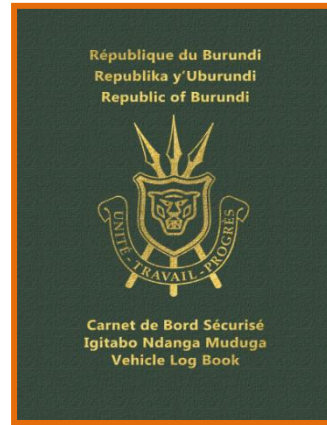 République du Burundi
Republika y'Uburundi
Republic of Burundi
UNITÉ - TRAVAIL - PROGRÈS
Carnet de Bord Sécurisé
Igitabo Ndanga Muduga
Vehicle Log Book